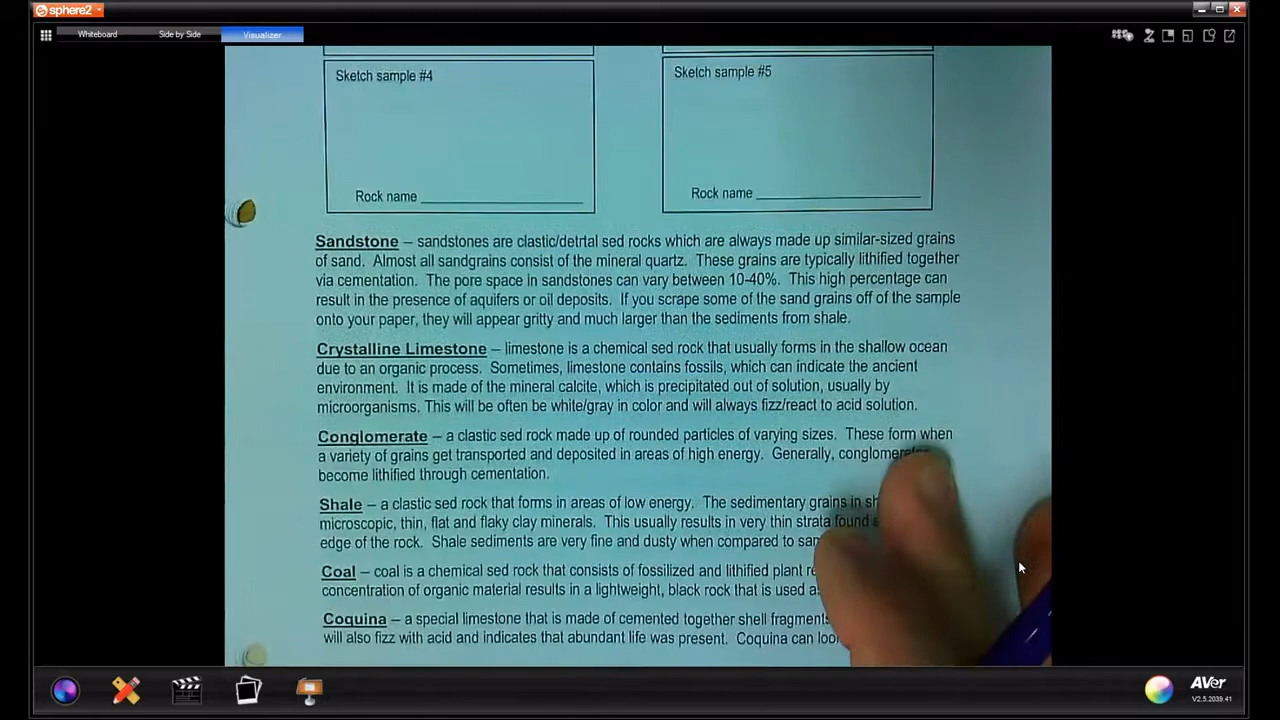 sphere2
Whiteboard Side by Side Visualizer
Sketch sample #4 Sketch sample #5
Rock name Rock name
Sandstone – sandstones are clastic/detrtal sed rocks which are always made up similar-sized grains
of sand. Almost all sandgrains consist of the mineral quartz. These grains are typically lithified together
via cementation. The pore space in sandstones can vary between 10-40%. This high percentage can
result in the presence of aquifers or oil deposits. If you scrape some of the sand grains off of the sample
onto your paper, they will appear gritty and much larger than the sediments from shale.
Crystalline Limestone – limestone is a chemical sed rock that usually forms in the shallow ocean
due to an organic process. Sometimes, limestone contains fossils, which can indicate the ancient
environment. It is made of the mineral calcite, which is precipitated out of solution, usually by
microorganisms. This will be often be white/gray in color and will always fizz/react to acid solution.
Conglomerate – a clastic sed rock made up of rounded particles of varying sizes. These form when
a variety of grains get transported and deposited in areas of high energy. Generally, conglomerates
become lithified through cementation.
Shale – a clastic sed rock that forms in areas of low energy. The sedimentary grains in
microscopic, thin, flat and flaky clay minerals. This usually results in very thin strata found
edge of the rock. Shale sediments are very fine and dusty when compared to
Coal – coal is a chemical sed rock that consists of fossilized and lithified plant
concentration of organic material results in a lightweight, black rock that is used
Coquina – a special limestone that is made of cemented together shell fragments
will also fizz with acid and indicates that abundant life was present. Coquina can
AVer
V2.5.2039.41